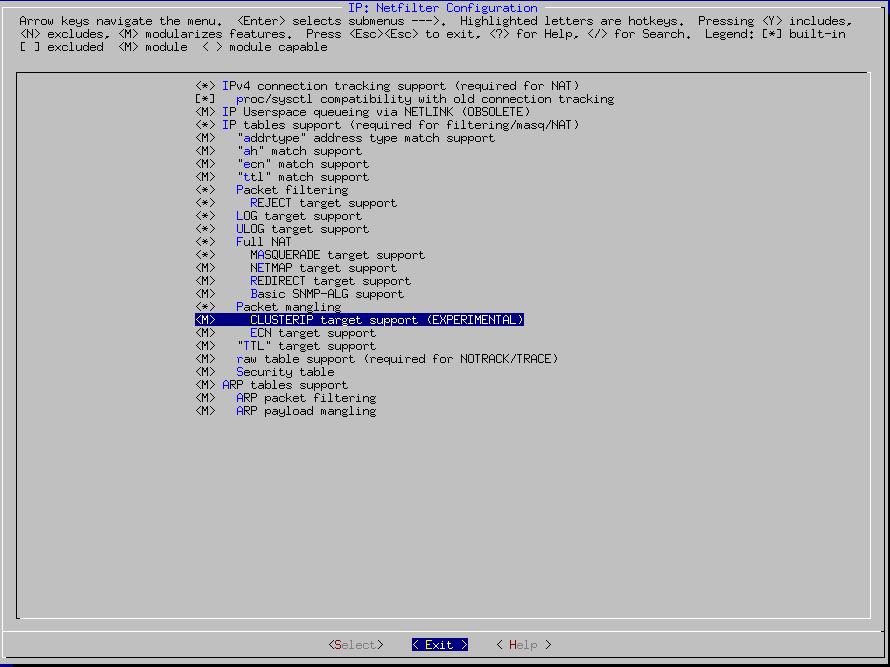 IP: Netfilter Configuration
Arrow keys navigate the menu. <Enter> selects submenus --->. Highlighted letters are hotkeys. Pressing <Y> includes,
<N> excludes, <M> modularizes features. Press <Esc><Esc> to exit, <?> for Help, </> for Search. Legend: [*] built-in
[ ] excluded <M> module < > module capable
<*> IPv4 connection tracking support (required for NAT)
[*] proc/sysctl compatibility with old connection tracking
<M> IP Userspace queueing via NETLINK (OBSOLETE)
<*> IP tables support (required for filtering/masq/NAT)
<M> "addrtype" address type match support
<M> "ah" match support
<M> "ecn" match support
<M> "ttl" match support
<*> Packet filtering
<*> REJECT target support
<*> LOG target support
<*> ULOG target support
<*> Full NAT
<*> MASQUERADE target support
<M> NETMAP target support
<M> REDIRECT target support
<M> Basic SNMP-ALG support
<*> Packet mangling
<M> CLUSTERIP target support (EXPERIMENTAL)
<M> ECN target support
<M> "TTL" target support
<M> raw table support (required for NOTRACK/TRACE)
<M> Security table
<M> ARP tables support
<M> ARP packet filtering
<M> ARP payload mangling
<Select> < Exit > < Help >